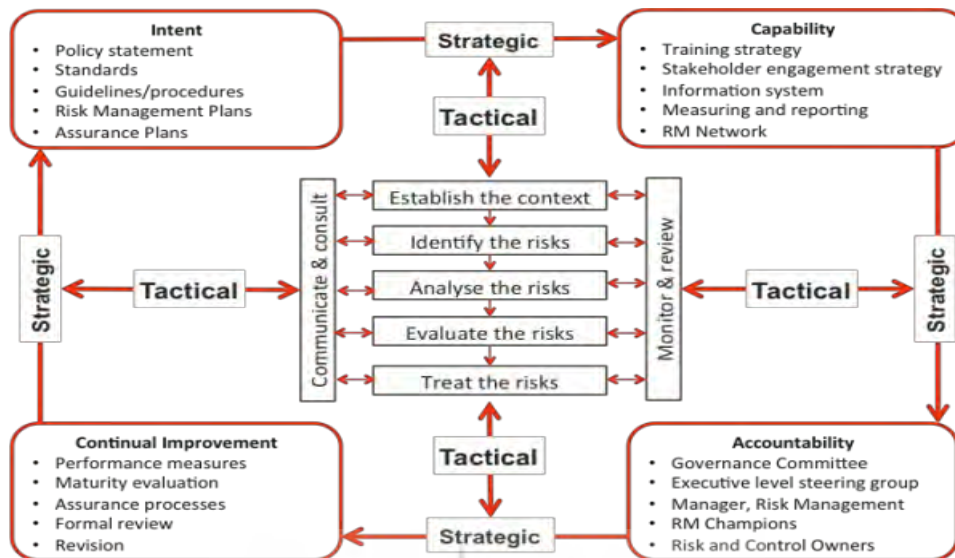 Intent
• Policy statement
• Standards
• Guidelines/procedures
• Risk Management Plans
• Assurance Plans
Strategic
Capability
• Training strategy
• Stakeholder engagement strategy
• Information system
• Measuring and reporting
• RM Network
Tactical
Communicate & consult
Establish the context
Identify the risks
Analyse the risks
Evaluate the risks
Treat the risks
Monitor & review
Strategic
Tactical
Tactical
Strategic
Continual Improvement
• Performance measures
• Maturity evaluation
• Assurance processes
• Formal review
• Revision
Tactical
Strategic
Accountability
• Governance Committee
• Executive level steering group
• Manager, Risk Management
• RM Champions
• Risk and Control Owners